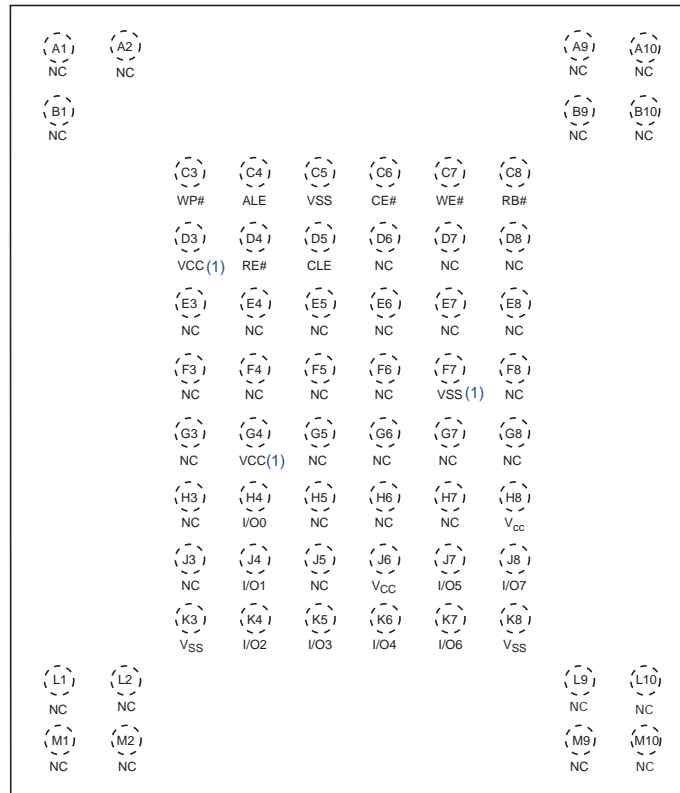 A1 A2 A9 A10
NC NC NC NC
B1 B9 B10
NC NC NC
C3 C4 C5 C6 C7 C8
WP# ALE VSS CE# WE# RB#
D3 D4 D5 D6 D7 D8
VCC(1) RE# CLE NC NC NC
E3 E4 E5 E6 E7 E8
NC NC NC NC NC NC
F3 F4 F5 F6 F7 F8
NC NC NC NC VSS(1) NC
G3 G4 G5 G6 G7 G8
NC VCC(1) NC NC NC NC
H3 H4 H5 H6 H7 H8
NC I/O0 NC NC NC Vcc
J3 J4 J5 J6 J7 J8
NC I/O1 NC VCC I/O5 I/O7
K3 K4 K5 K6 K7 K8
VSS I/O2 I/O3 I/O4 I/O6 VSS
L1 L2 L9 L10
NC NC NC NC
M1 M2 M9 M10
NC NC NC NC